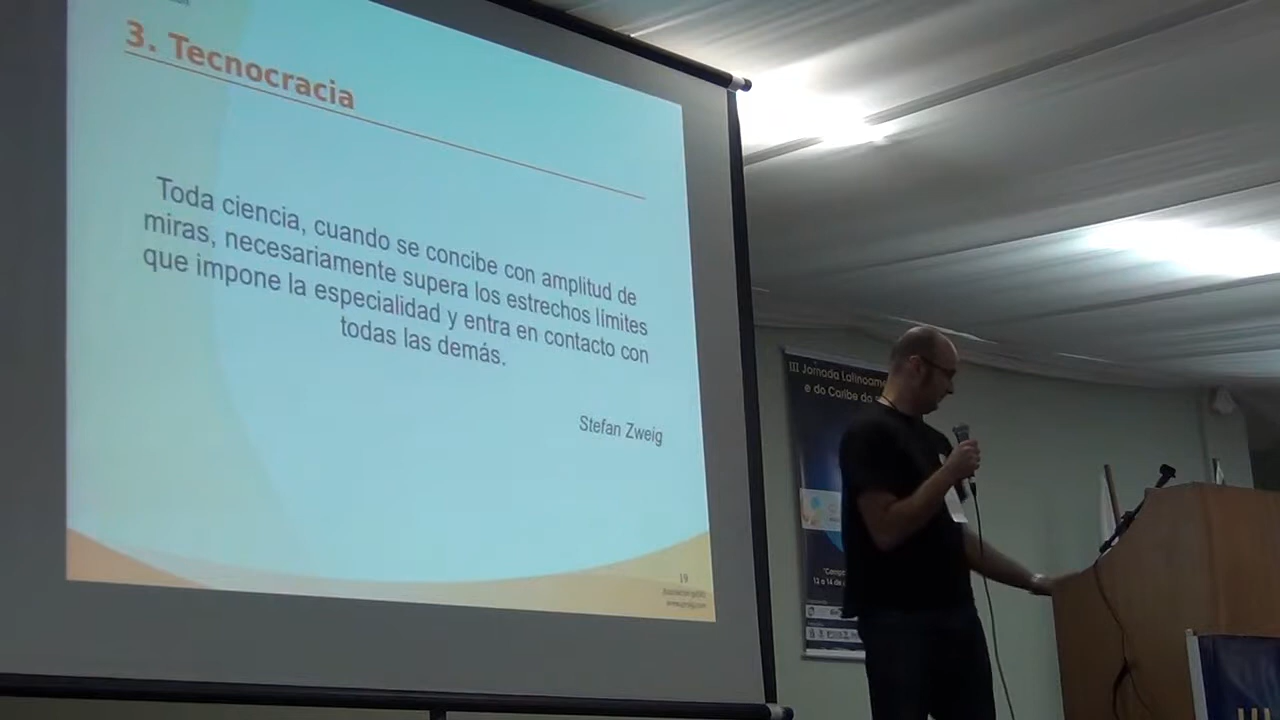 3. Tecnocracia
Toda ciencia, cuando se concibe con amplitud de
miras, necesariamente supera los estrechos límites
que impone la especialidad y entra en contacto con
todas las demás.
Stefan Zweig
19
III Jornada Latinoame
e do Caribe do